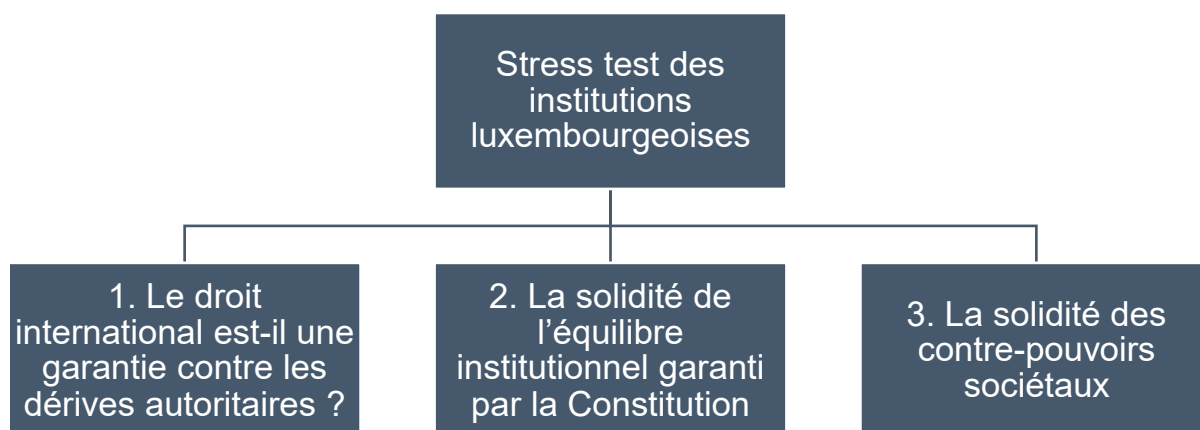 Stress test des
institutions
luxembourgeoises
1. Le droit
international est-il une
garantie contre les
dérives autoritaires ?
2. La solidité de
l'équilibre
institutionnel garanti
par la Constitution
3. La solidité des
contre-pouvoirs
sociétaux